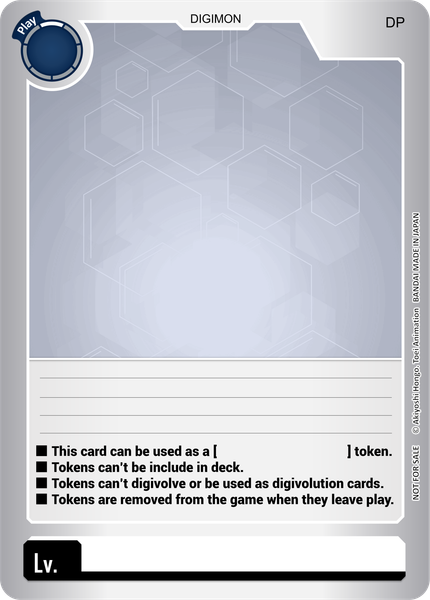 Play
DIGIMON
DP
NOT FOR SALE © Akiyoshi Hongo, Toei Animation BANDAI MADE IN JAPAN
■ This card can be used as a [ ] token.
■ Tokens can't be include in deck.
■ Tokens can't digivolve or be used as digivolution cards.
■ Tokens are removed from the game when they leave play.
Lv.